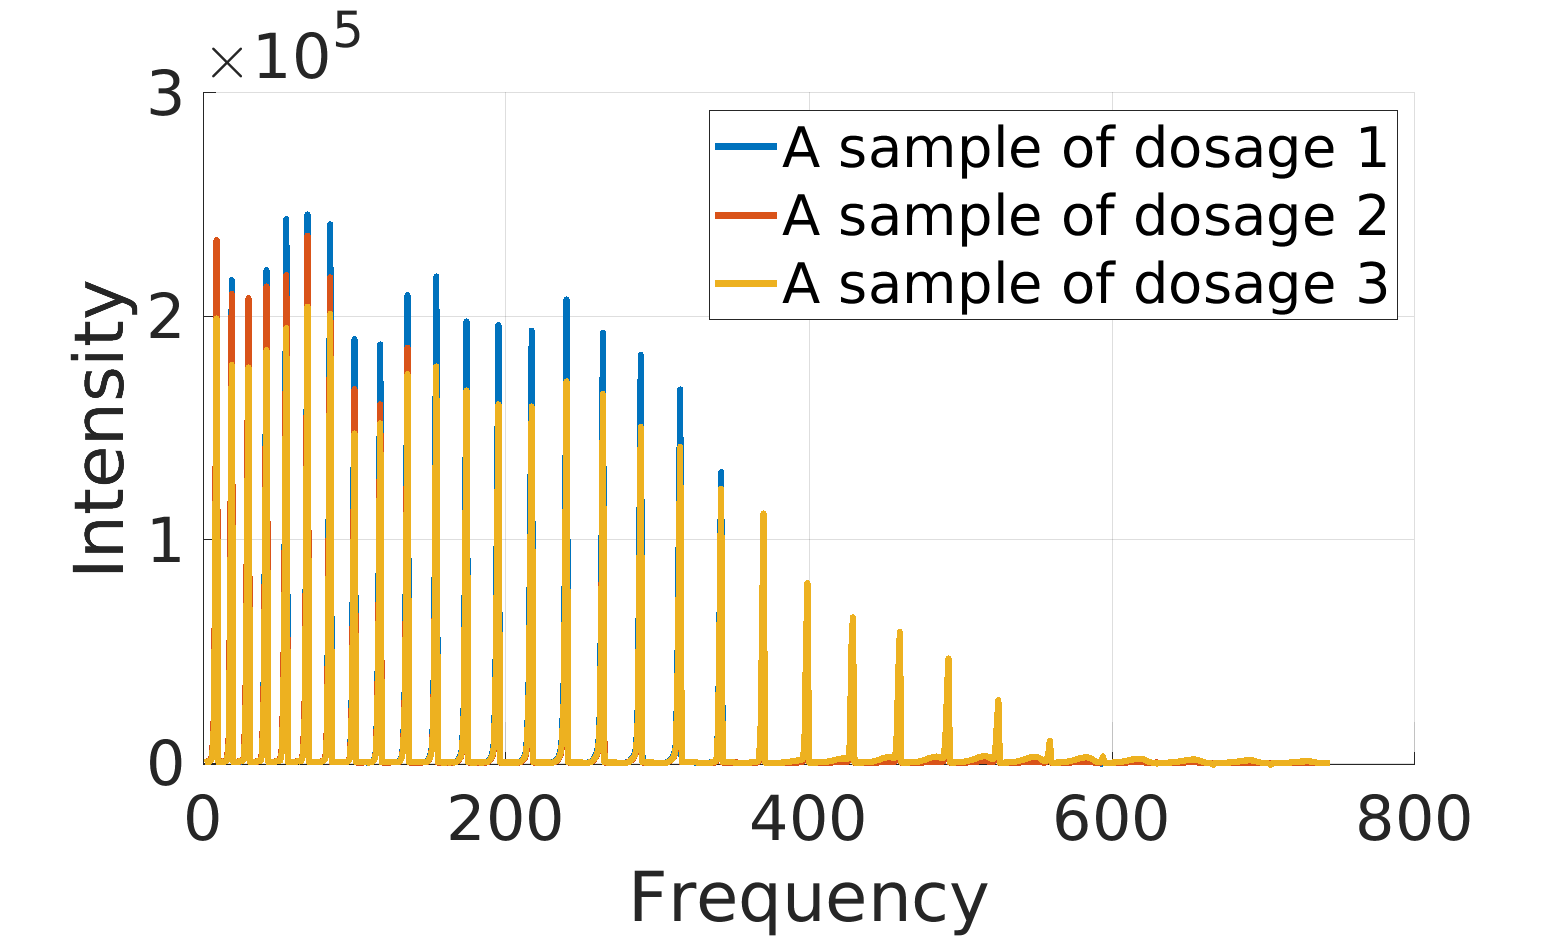 ×10^5
3
2
1
0
Intensity
A sample of dosage 1
A sample of dosage 2
A sample of dosage 3
0 200 400 600 800
Frequency